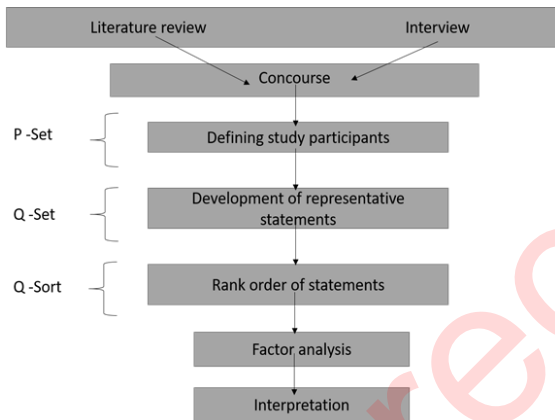 Literature review
Interview
Concourse
P -Set
Defining study participants
Q -Set
Development of representative
statements
Q -Sort
Rank order of statements
Factor analysis
Interpretation